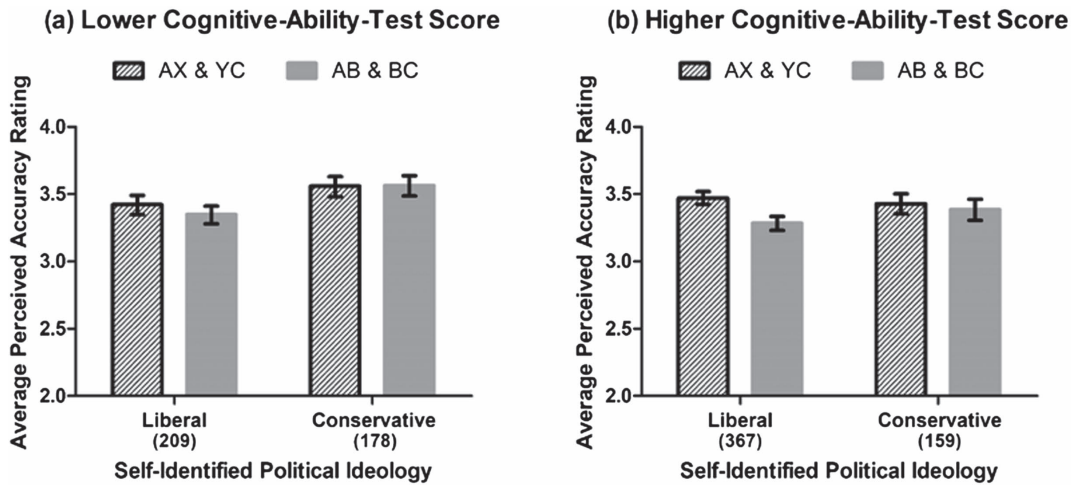 (a) Lower Cognitive-Ability-Test Score
AX & YC
AB & BC
Average Perceived Accuracy Rating
4.0
3.5
3.0
2.5
2.0
Liberal
(209)
Conservative
(178)
Self-Identified Political Ideology
(b) Higher Cognitive-Ability-Test Score
AX & YC
AB & BC
Average Perceived Accuracy Rating
4.0
3.5
3.0
2.5
2.0
Liberal
(367)
Conservative
(159)
Self-Identified Political Ideology